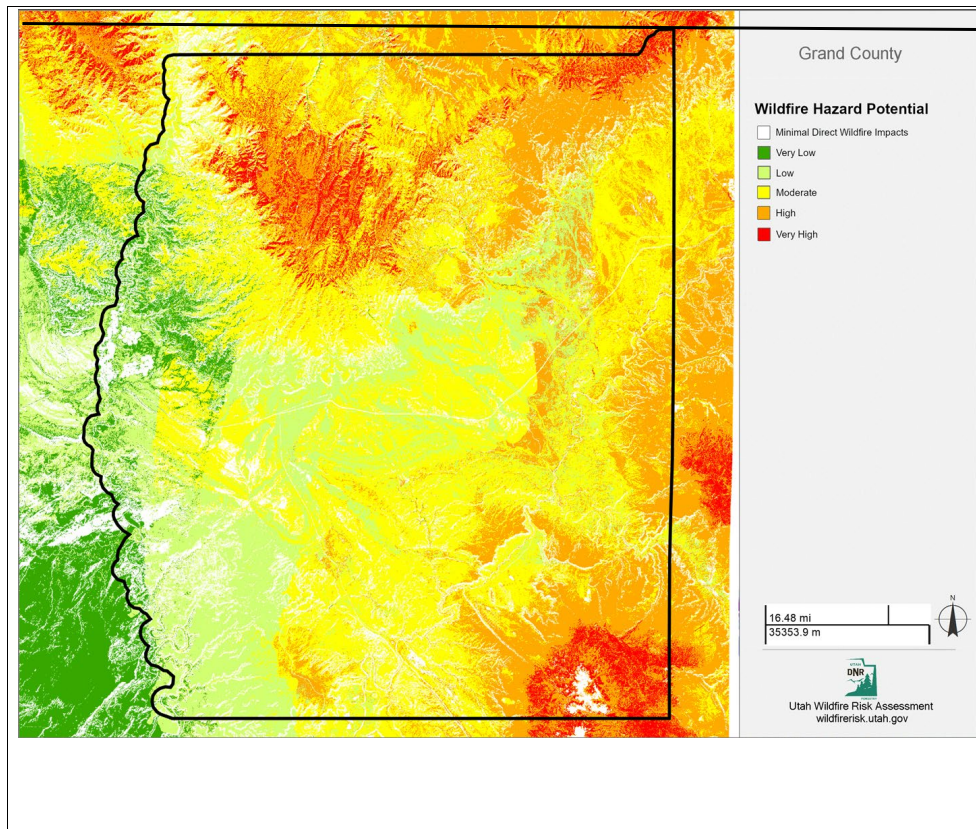 Grand County
Wildfire Hazard Potential
Minimal Direct Wildfire Impacts
Very Low
Low
Moderate
High
Very High
N
16.48 mi
35353.9 m
UTAH
DNR
Utah Wildfire Risk Assessment
wildfirerisk.utah.gov